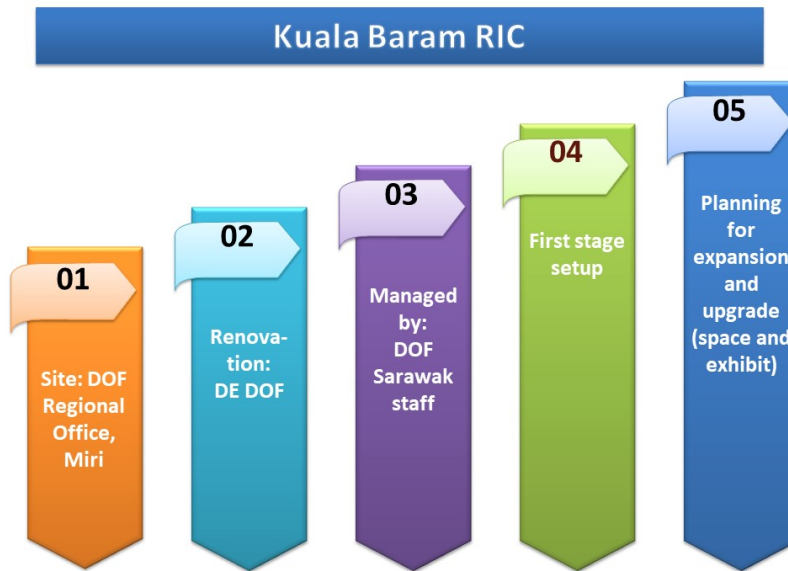 Kuala Baram RIC
01
Site: DOF
Regional
Office,
Miri
02
Renova-
tion:
DE DOF
03
Managed
by:
DOF
Sarawak
staff
04
First stage
setup
05
Planning
for
expansion
and
upgrade
(space and
exhibit)